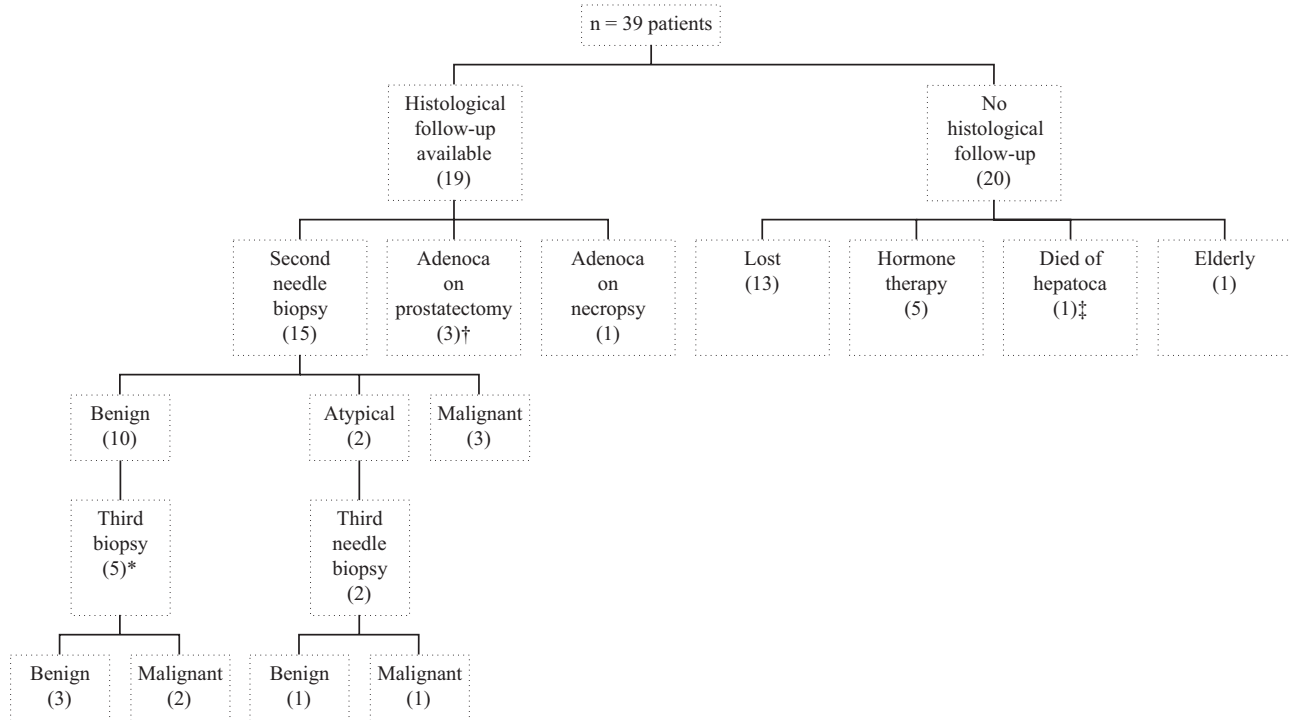 n = 39 patients
Histological
follow-up
available
(19)
No
histological
follow-up
(20)
Second
needle
biopsy
(15)
Adenoca
on
prostatectomy
(3)†
Adenoca
on
necropsy
(1)
Lost
(13)
Hormone
therapy
(5)
Died of
hepatoca
(1)‡
Elderly
(1)
Benign
(10)
Atypical
(2)
Malignant
(3)
Third
biopsy
(5)*
Third
needle
biopsy
(2)
Benign
(3)
Malignant
(2)
Benign
(1)
Malignant
(1)